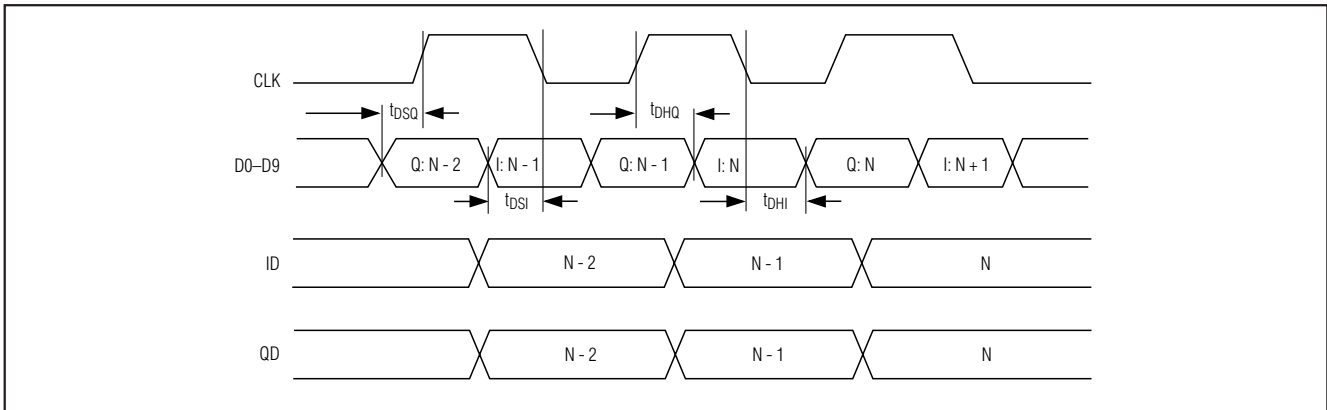 CLK
tDSQ
tDHQ
D0–D9
Q: N - 2
I: N - 1
Q: N - 1
I: N
Q: N
I: N + 1
tDSI
tDHI
ID
N - 2
N - 1
N
QD
N - 2
N - 1
N